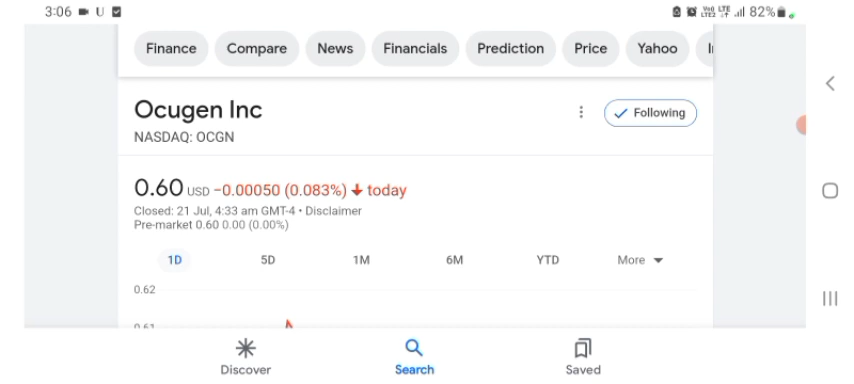 3:06 U 82%
Finance Compare News Financials Prediction Price Yahoo
Ocugen Inc
Following
NASDAQ: OCGN
0.60 USD −0.00050 (0.083%) ↓ today
Closed: 21 Jul, 4:33 am GMT-4 • Disclaimer
Pre-market 0.60 0.00 (0.00%)
1D 5D 1M 6M YTD More
0.62
0.61
Discover Search Saved